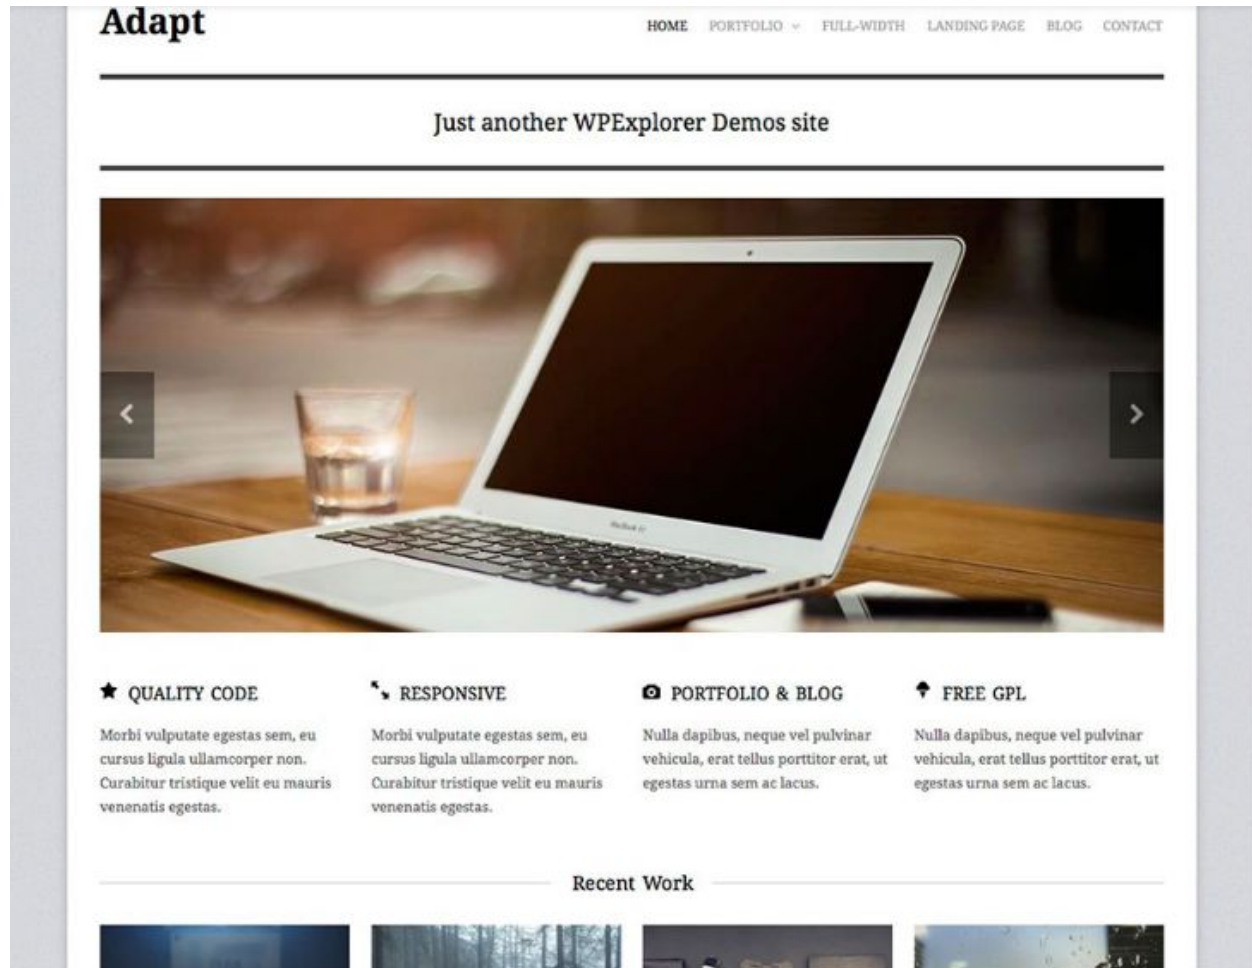 Adapt
HOME PORTFOLIO FULL-WIDTH LANDING PAGE BLOG CONTACT
Just another WPExplorer Demos site
QUALITY CODE
Morbi vulputate egestas sem, eu
cursus ligula ullamcorper non.
Curabitur tristique velit eu mauris
venenatis egestas.
RESPONSIVE
Morbi vulputate egestas sem, eu
cursus ligula ullamcorper non.
Curabitur tristique velit eu mauris
venenatis egestas.
PORTFOLIO & BLOG
Nulla dapibus, neque vel pulvinar
vehicula, erat tellus porttitor erat, ut
egestas urna sem ac lacus.
FREE GPL
Nulla dapibus, neque vel pulvinar
vehicula, erat tellus porttitor erat, ut
egestas urna sem ac lacus.
Recent Work